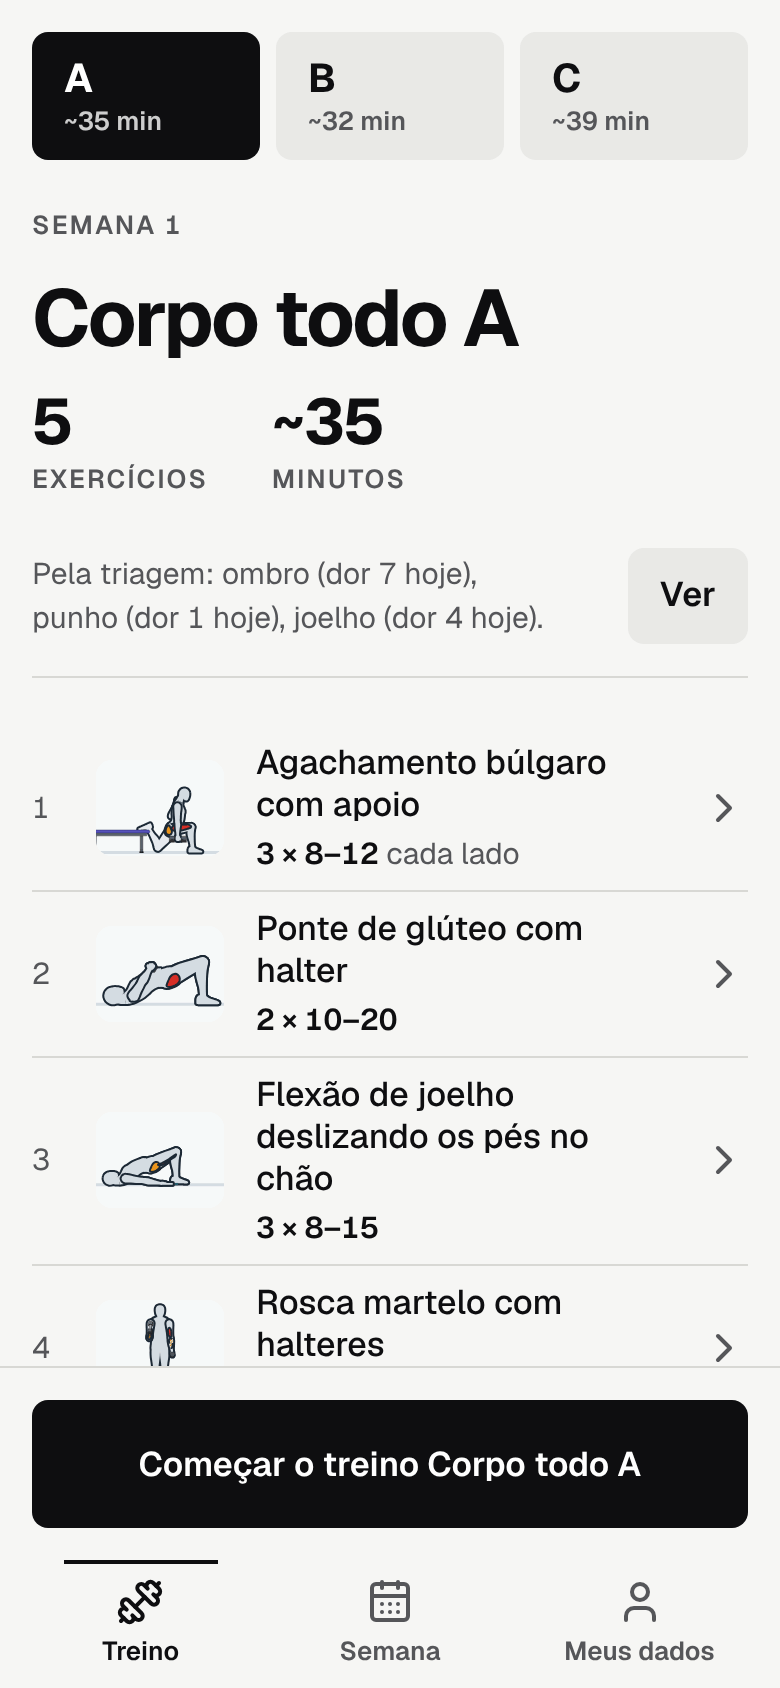 A
~35 min
B
~32 min
C
~39 min
SEMANA 1
Corpo todo A
5
EXERCÍCIOS
~35
MINUTOS
Pela triagem: ombro (dor 7 hoje),
punho (dor 1 hoje), joelho (dor 4 hoje).
Ver
1
Agachamento búlgaro
com apoio
3 × 8–12 cada lado
2
Ponte de glúteo com
halter
2 × 10–20
3
Flexão de joelho
deslizando os pés no
chão
3 × 8–15
4
Rosca martelo com
halteres
Começar o treino Corpo todo A
Treino
Semana
Meus dados